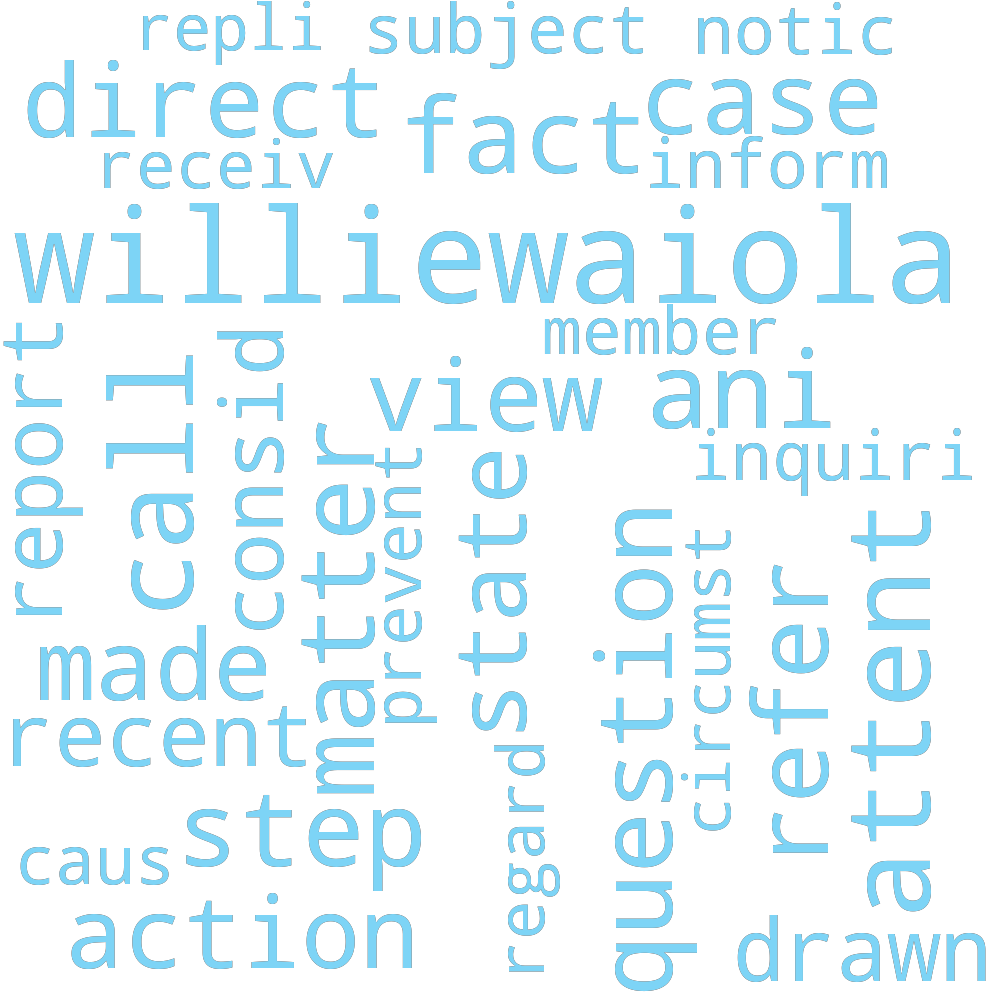 repli subject notic
direct fact case
receiv inform
williewaiola
member
report call consid view ani
matter prevent state inquiri
question circumst refer attent
made
recent
step
caus regard
action drawn